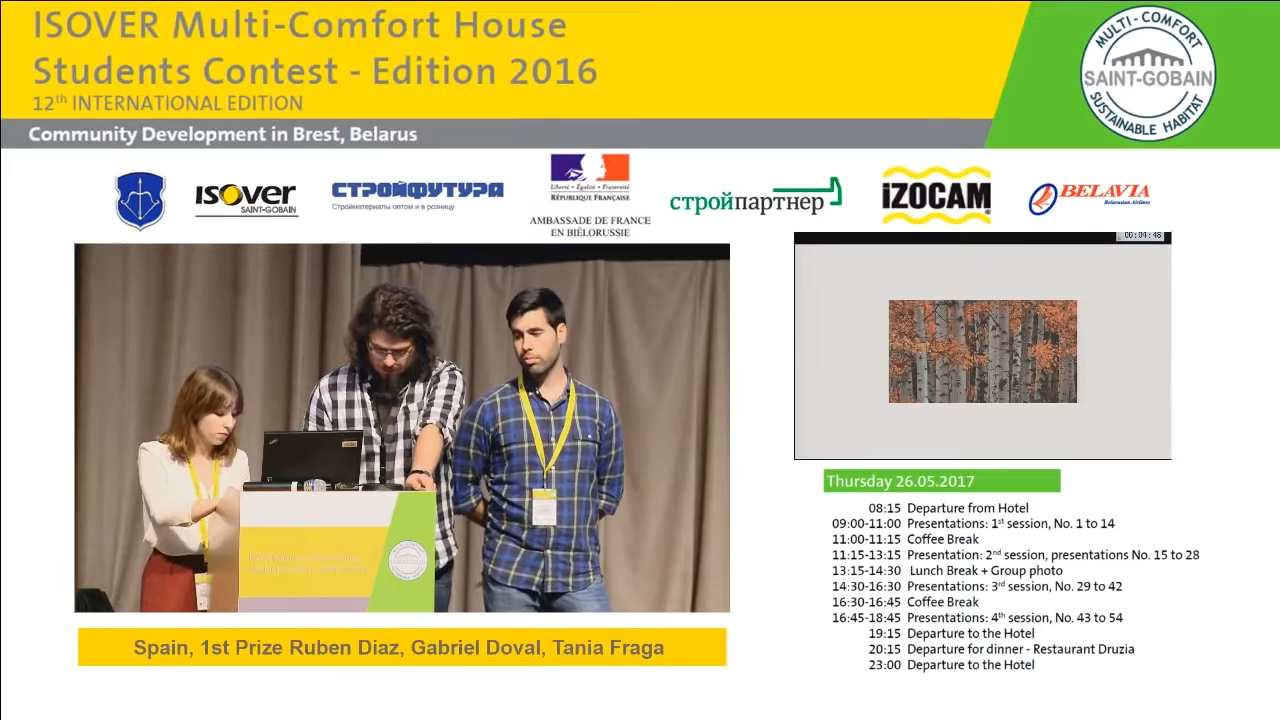 ISOVER Multi-Comfort House
Students Contest - Edition 2016
12th INTERNATIONAL EDITION
Community Development in Brest, Belarus
MULTI-COMFORT
SAINT-GOBAIN
SUSTAINABLE HABITAT
isover
SAINT-GOBAIN
СТРОЙФУТУРА
Стройматериалы оптом и в розницу
Liberté • Égalité • Fraternité
RÉPUBLIQUE FRANÇAISE
AMBASSADE DE FRANCE
EN BIÉLORUSSIE
стройпартнер
iZOCAM
BELAVIA
Belarusian Airlines
00:04:48
Thursday 26.05.2017
08:15 Departure from Hotel
09:00-11:00 Presentations: 1st session, No. 1 to 14
11:00-11:15 Coffee Break
11:15-13:15 Presentation: 2nd session, presentations No. 15 to 28
13:15-14:30 Lunch Break + Group photo
14:30-16:30 Presentations: 3rd session, No. 29 to 42
16:30-16:45 Coffee Break
16:45-18:45 Presentations: 4th session, No. 43 to 54
19:15 Departure to the Hotel
20:15 Departure for dinner - Restaurant Druzia
23:00 Departure to the Hotel
Spain, 1st Prize Ruben Diaz, Gabriel Doval, Tania Fraga